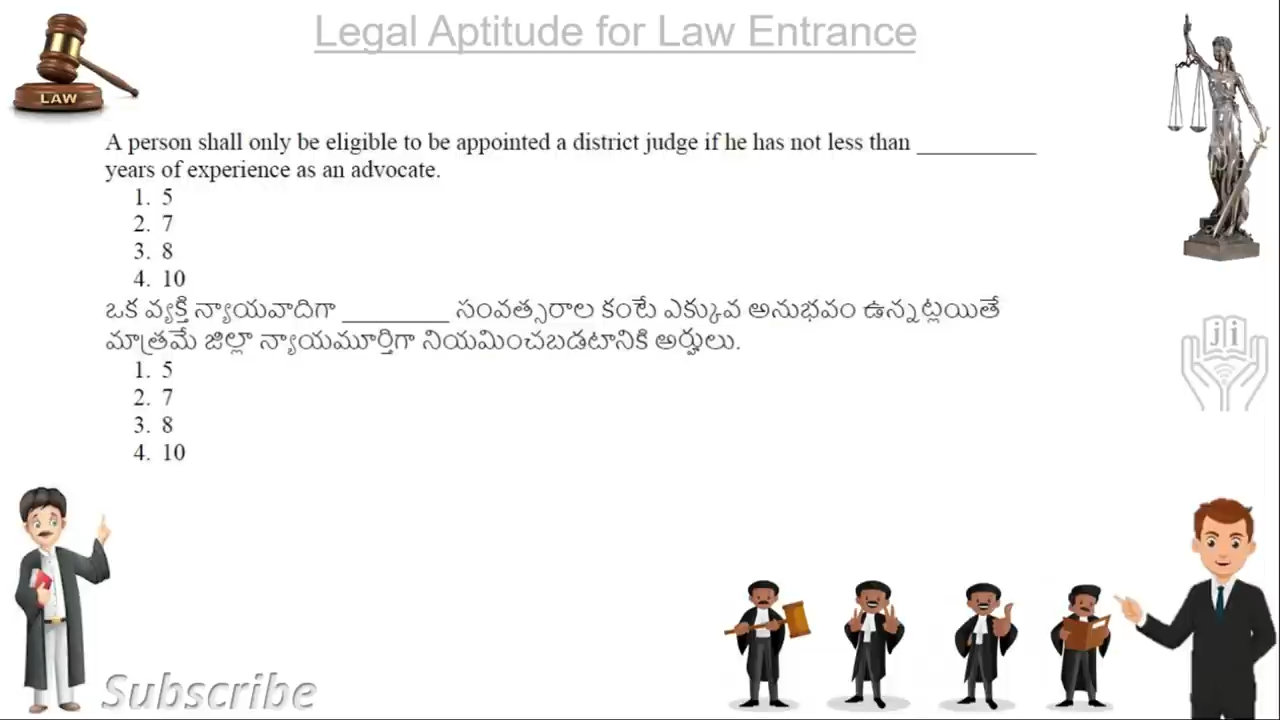 Legal Aptitude for Law Entrance
LAW
A person shall only be eligible to be appointed a district judge if he has not less than __________
years of experience as an advocate.
1. 5
2. 7
3. 8
4. 10
ఒక వ్యక్తి న్యాయవాదిగా _________ సంవత్సరాల కంటే ఎక్కువ అనుభవం ఉన్నట్లయితే
మాత్రమే జిల్లా న్యాయమూర్తిగా నియమించబడటానికి అర్హులు.
1. 5
2. 7
3. 8
4. 10
ji
Subscribe